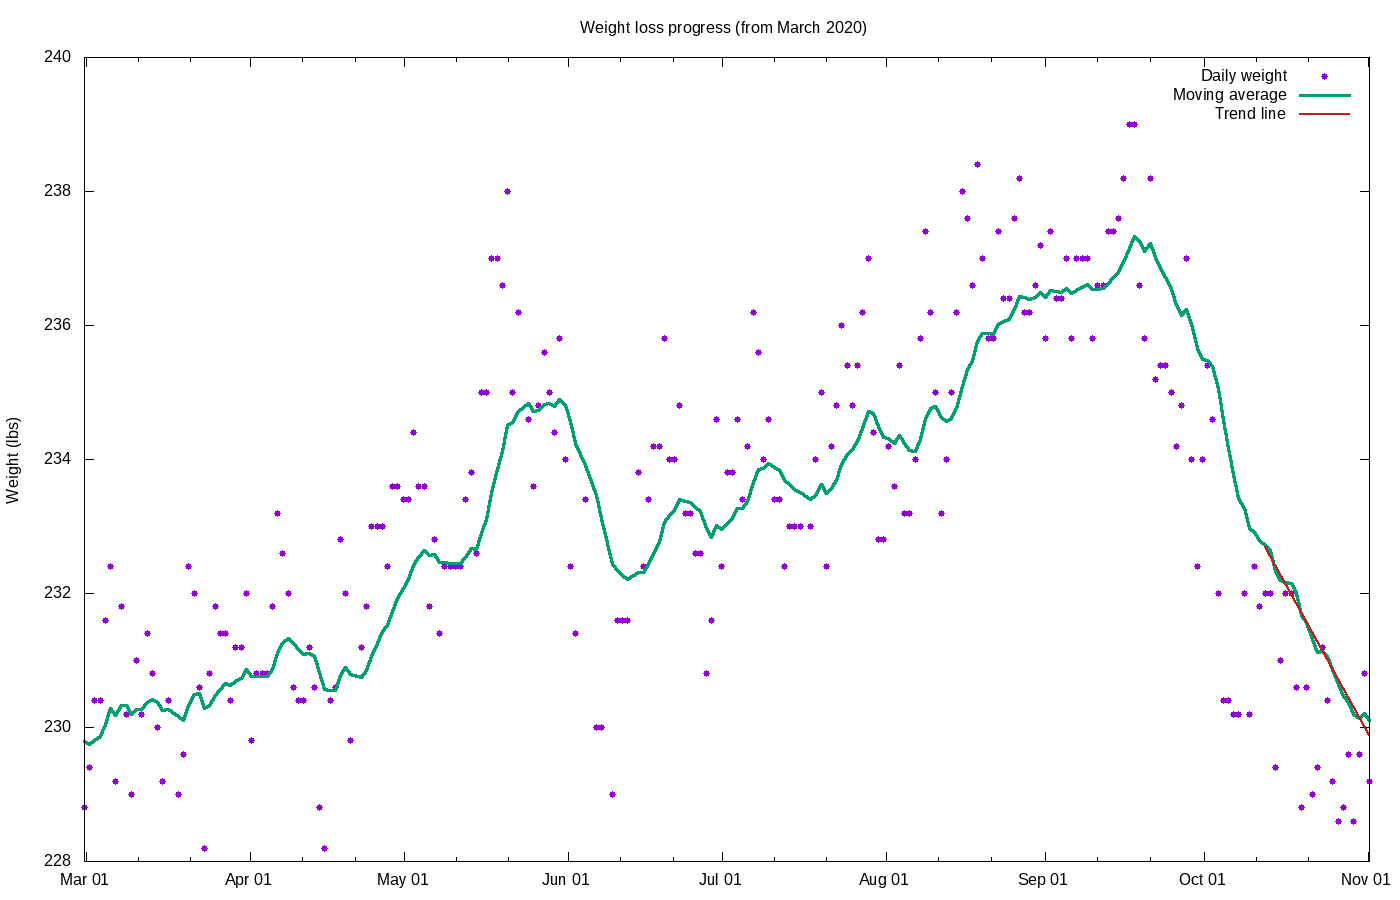 Weight loss progress (from March 2020)
Daily weight
Moving average
Trend line
Weight (lbs)
240
238
236
234
232
230
228
Mar 01 Apr 01 May 01 Jun 01 Jul 01 Aug 01 Sep 01 Oct 01 Nov 01